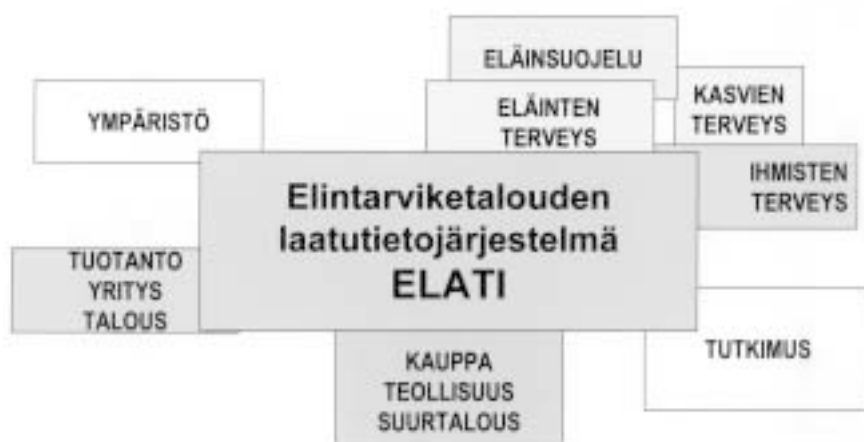 ELÄINSUOJELU
YMPÄRISTÖ
ELÄINTEN
TERVEYS
KASVIEN
TERVEYS
IHMISTEN
TERVEYS
Elintarviketalouden
laatutietojärjestelmä
ELATI
TUOTANTO
YRITYS
TALOUS
KAUPPA
TEOLLISUUS
SUURTALOUS
TUTKIMUS